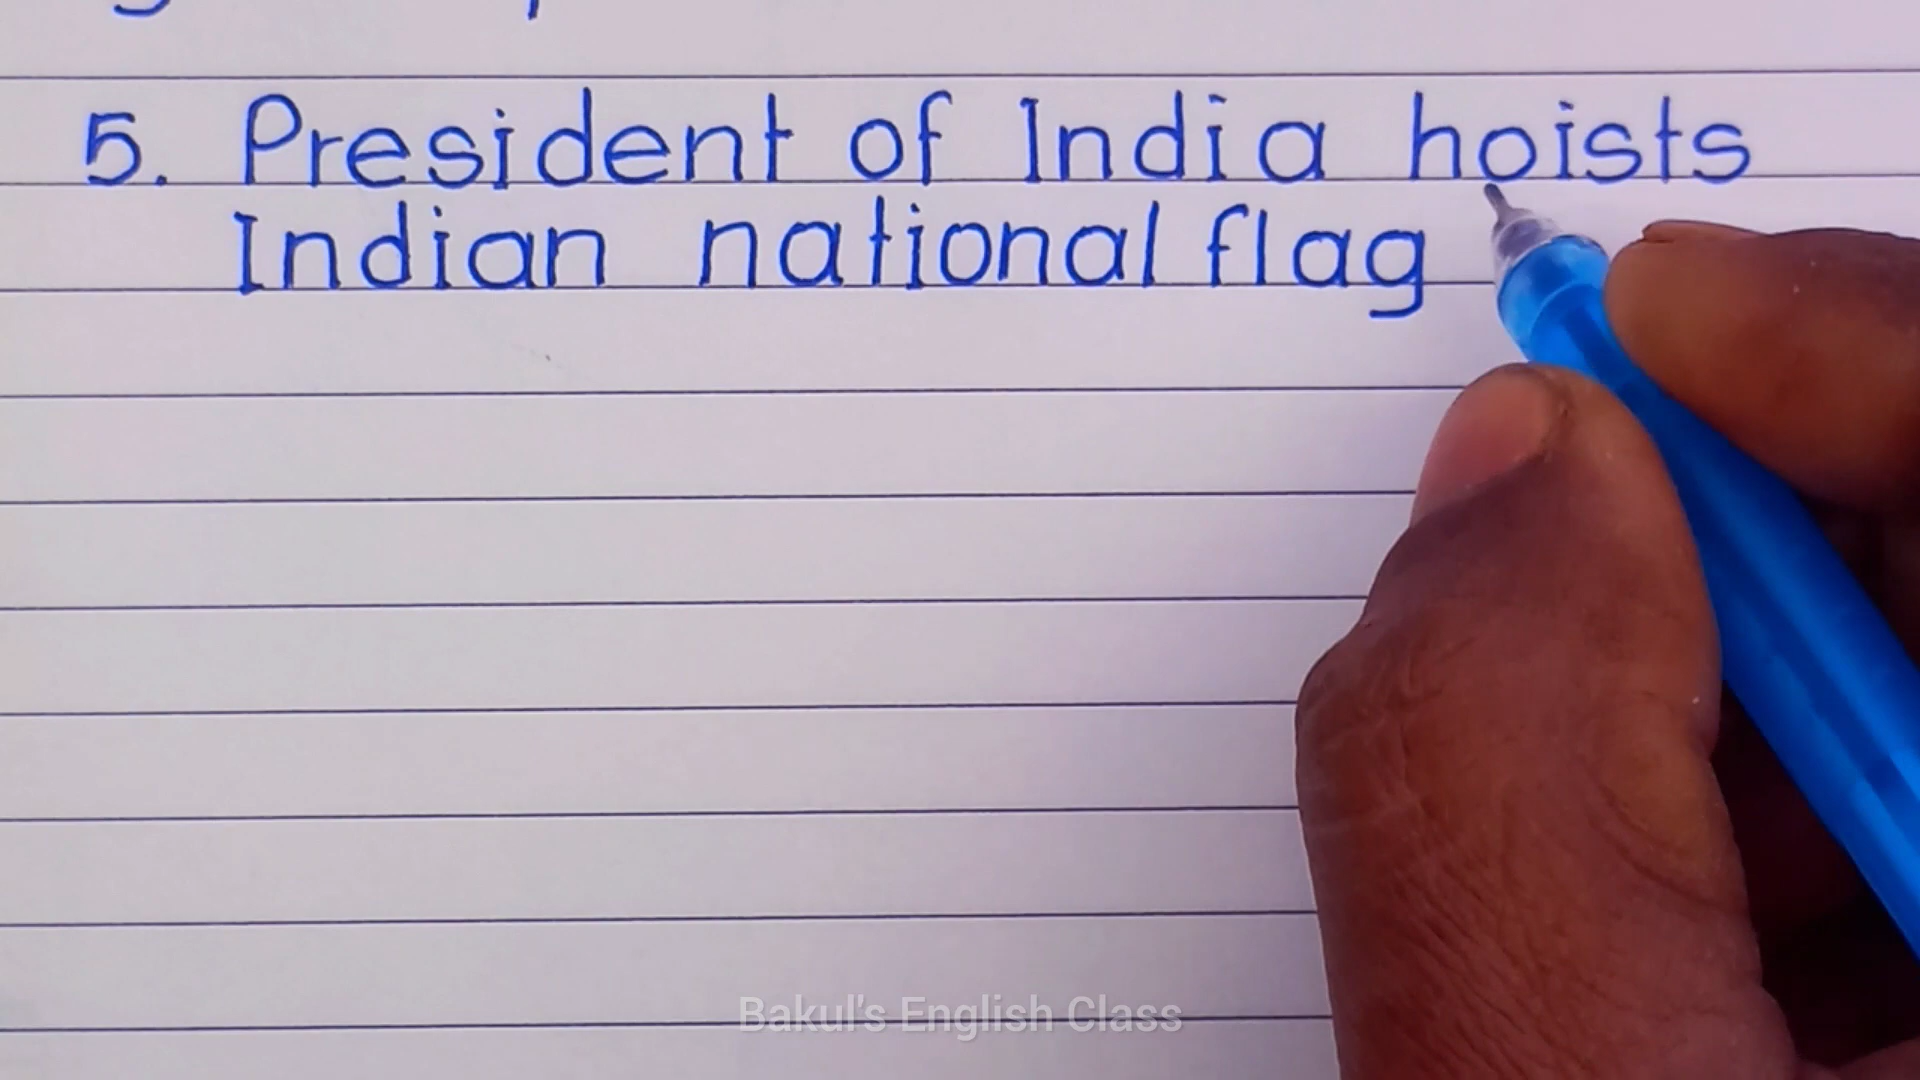 5. President of India hoists
Indian national flag
Bakul's English Class